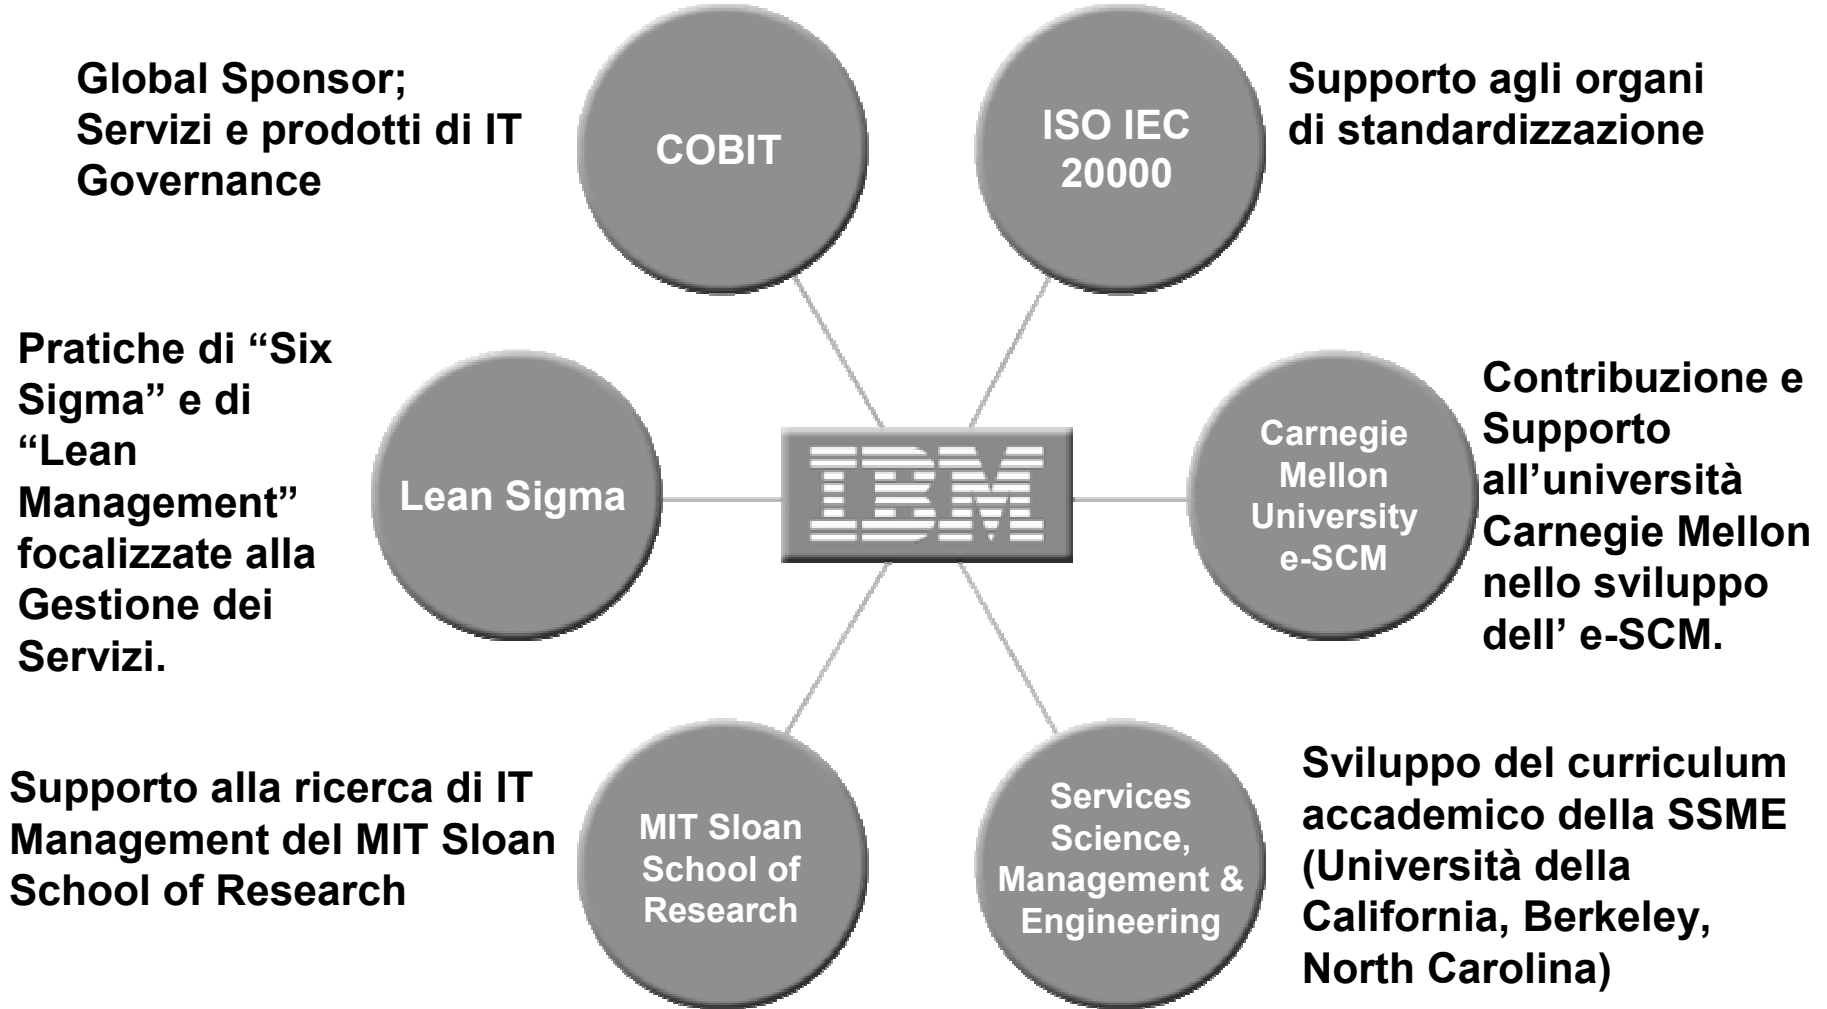 Global Sponsor;
Servizi e prodotti di IT
Governance
COBIT
ISO IEC
20000
Supporto agli organi
di standardizzazione
Pratiche di “Six
Sigma” e di
“Lean
Management”
focalizzate alla
Gestione dei
Servizi.
Lean Sigma
IBM
Carnegie
Mellon
University
e-SCM
Contribuzione e
Supporto
all’università
Carnegie Mellon
nello sviluppo
dell’ e-SCM.
Supporto alla ricerca di IT
Management del MIT Sloan
School of Research
MIT Sloan
School of
Research
Services
Science,
Management &
Engineering
Sviluppo del curriculum
accademico della SSME
(Università della
California, Berkeley,
North Carolina)